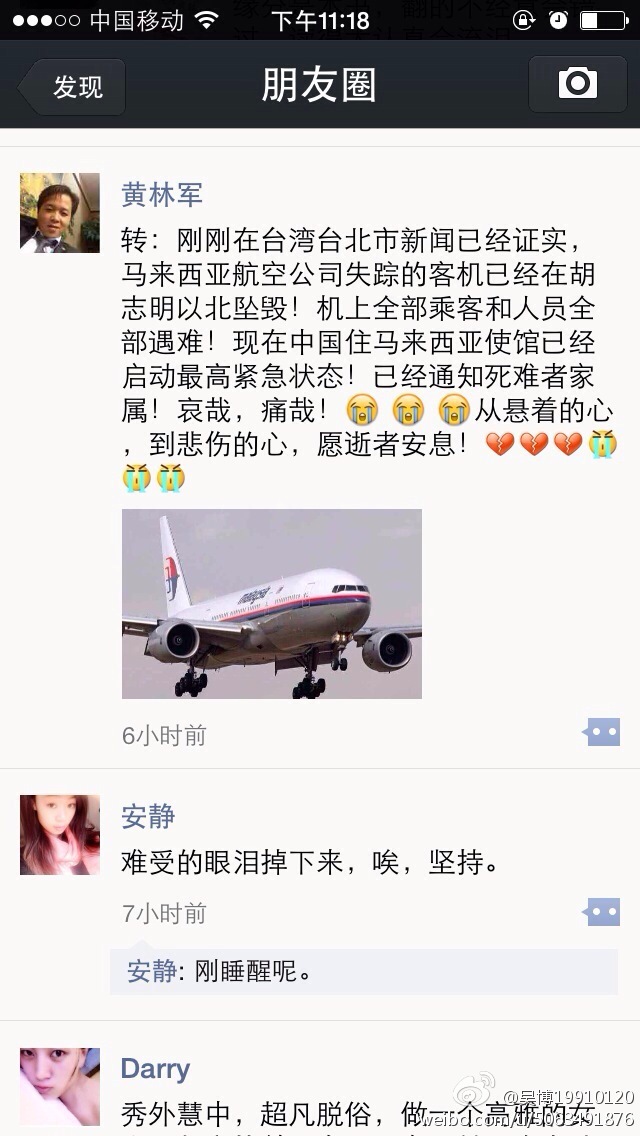 中国移动
下午11:18
发现
朋友圈
黄林军
转：刚刚在台湾台北市新闻已经证实，
马来西亚航空公司失踪的客机已经在胡
志明以北坠毁！机上全部乘客和人员全
部遇难！现在中国住马来西亚使馆已经
启动最高紧急状态！已经通知死难者家
属！哀哉，痛哉！😭😭😭从悬着的心
，到悲伤的心，愿逝者安息！💔💔💔😭
😭😭
malaysia
6小时前
安静
难受的眼泪掉下来，唉，坚持。
7小时前
安静: 刚睡醒呢。
Darry
秀外慧中，超凡脱俗，做一个高雅的女
@吴博19910120
weibo.com/u/5063491876